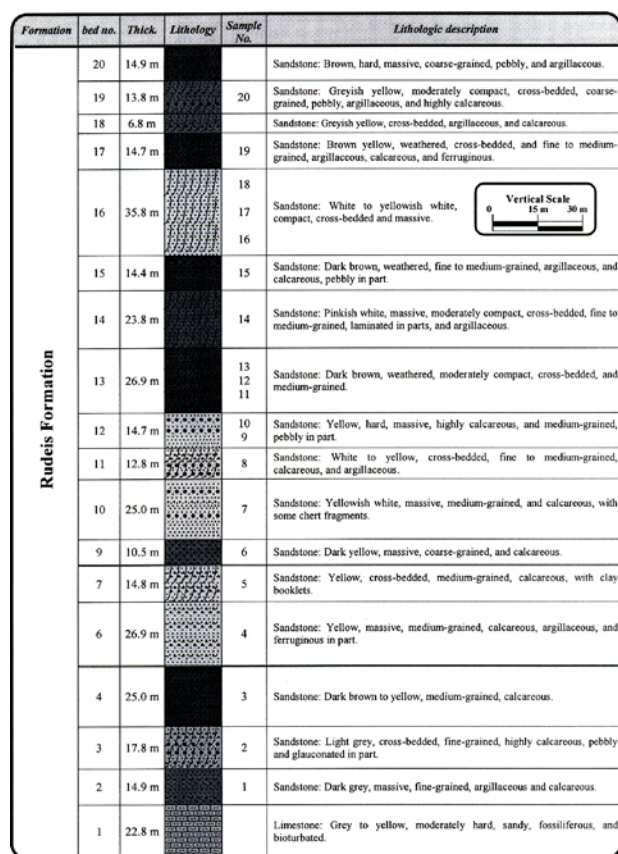 Formation bed no. Thick. Lithology Sample No. Lithologic description
Rudeis Formation
20 14.9 m Sandstone: Brown, hard, massive, coarse-grained, pebbly, and argillaceous.
19 13.8 m 20 Sandstone: Greyish yellow, moderately compact, cross-bedded, coarse-
grained, pebbly, argillaceous, and highly calcareous.
18 6.8 m Sandstone: Greyish yellow, cross-bedded, argillaceous, and calcareous.
17 14.7 m 19 Sandstone: Brown yellow, weathered, cross-bedded, and fine to medium-
grained, argillaceous, calcareous, and ferruginous.
16 35.8 m 18 17 16 Sandstone: White to yellowish white,
compact, cross-bedded and massive.
Vertical Scale
0 15 m 30 m
15 14.4 m 15 Sandstone: Dark brown, weathered, fine to medium-grained, argillaceous, and
calcareous, pebbly in part.
14 23.8 m 14 Sandstone: Pinkish white, massive, moderately compact, cross-bedded, fine to
medium-grained, laminated in parts, and argillaceous.
13 26.9 m 13 12 11 Sandstone: Dark brown, weathered, moderately compact, cross-bedded, and
medium-grained.
12 14.7 m 10 9 Sandstone: Yellow, hard, massive, highly calcareous, and medium-grained,
pebbly in part.
11 12.8 m 8 Sandstone: White to yellow, cross-bedded, fine to medium-grained,
calcareous, and argillaceous.
10 25.0 m 7 Sandstone: Yellowish white, massive, medium-grained, and calcareous, with
some chert fragments.
9 10.5 m 6 Sandstone: Dark yellow, massive, coarse-grained, and calcareous.
7 14.8 m 5 Sandstone: Yellow, cross-bedded, medium-grained, calcareous, with clay
booklets.
6 26.9 m 4 Sandstone: Yellow, massive, medium-grained, calcareous, argillaceous, and
ferruginous in part.
4 25.0 m 3 Sandstone: Dark brown to yellow, medium-grained, calcareous.
3 17.8 m 2 Sandstone: Light grey, cross-bedded, fine-grained, highly calcareous, pebbly
and glauconated in part.
2 14.9 m 1 Sandstone: Dark grey, massive, fine-grained, argillaceous and calcareous.
1 22.8 m Limestone: Grey to yellow, moderately hard, sandy, fossiliferous, and
bioturbated.